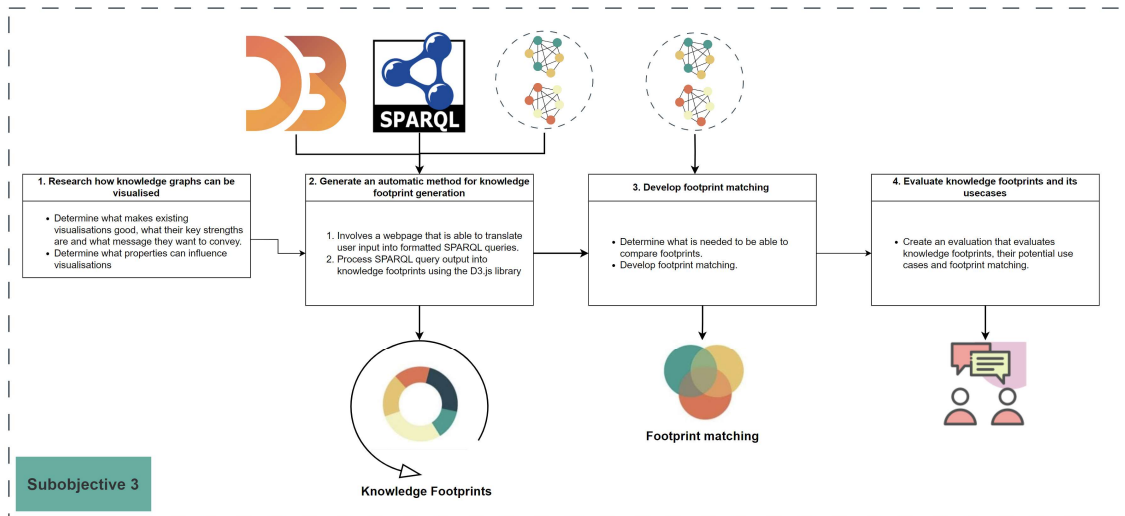 SPARQL
1. Research how knowledge graphs can be
visualised
• Determine what makes existing
visualisations good, what their key strengths
are and what message they want to convey.
• Determine what properties can influence
visualisations
2. Generate an automatic method for knowledge
footprint generation
1. Involves a webpage that is able to translate
user input into formatted SPARQL queries.
2. Process SPARQL query output into
knowledge footprints using the D3.js library
3. Develop footprint matching
• Determine what is needed to be able to
compare footprints.
• Develop footprint matching.
4. Evaluate knowledge footprints and its
usecases
• Create an evaluation that evaluates
knowledge footprints, their potential use
cases and footprint matching.
Knowledge Footprints
Footprint matching
Subobjective 3